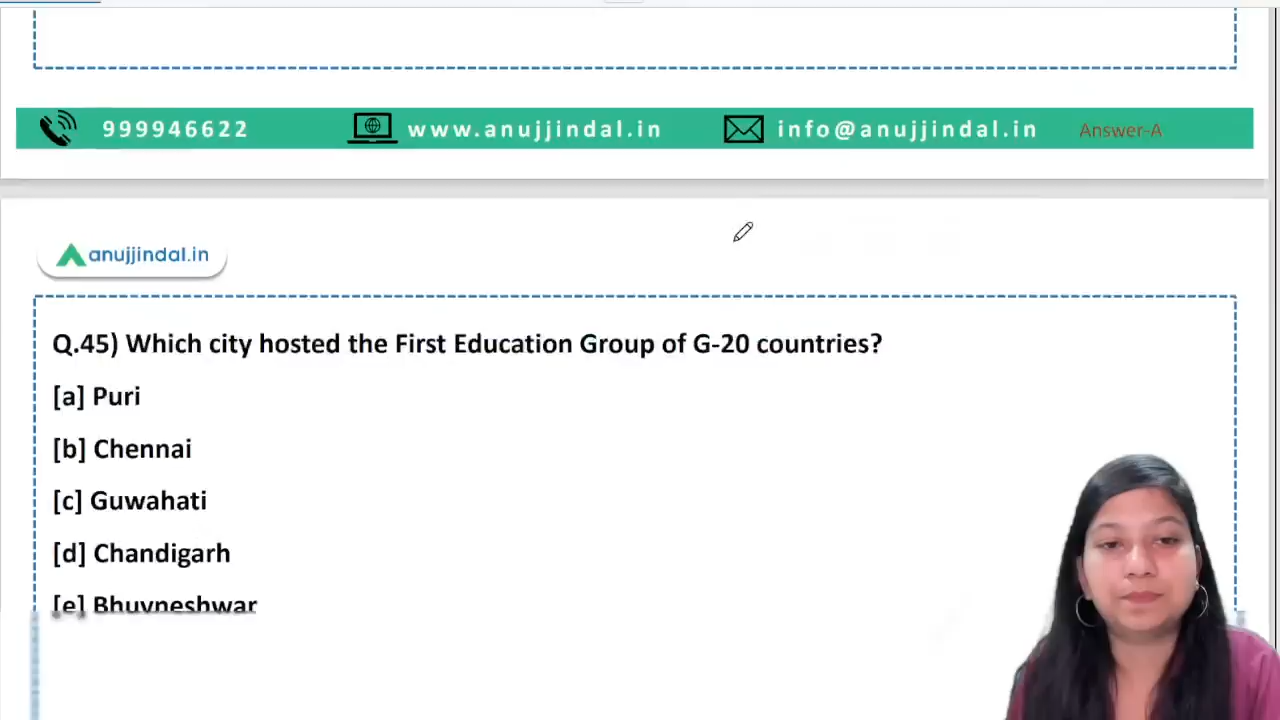 999946622 www.anujjindal.in info@anujjindal.in Answer-A
anujjindal.in
Q.45) Which city hosted the First Education Group of G-20 countries?
[a] Puri
[b] Chennai
[c] Guwahati
[d] Chandigarh
[e] Bhuvneshwar